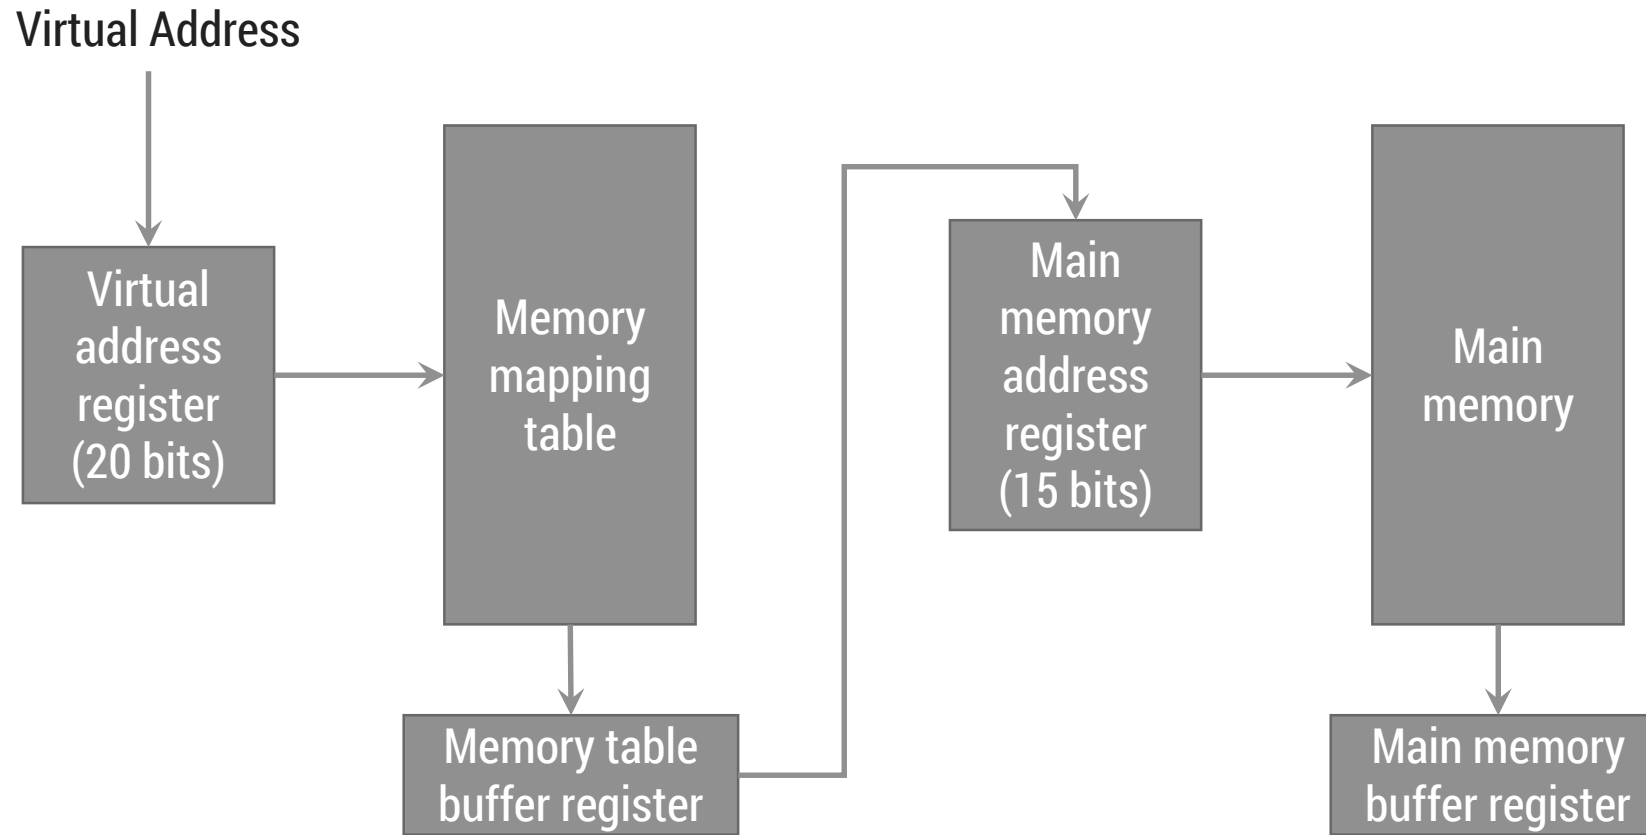 Virtual Address
Virtual
address
register
(20 bits)
Memory
mapping
table
Memory table
buffer register
Main
memory
address
register
(15 bits)
Main
memory
Main memory
buffer register